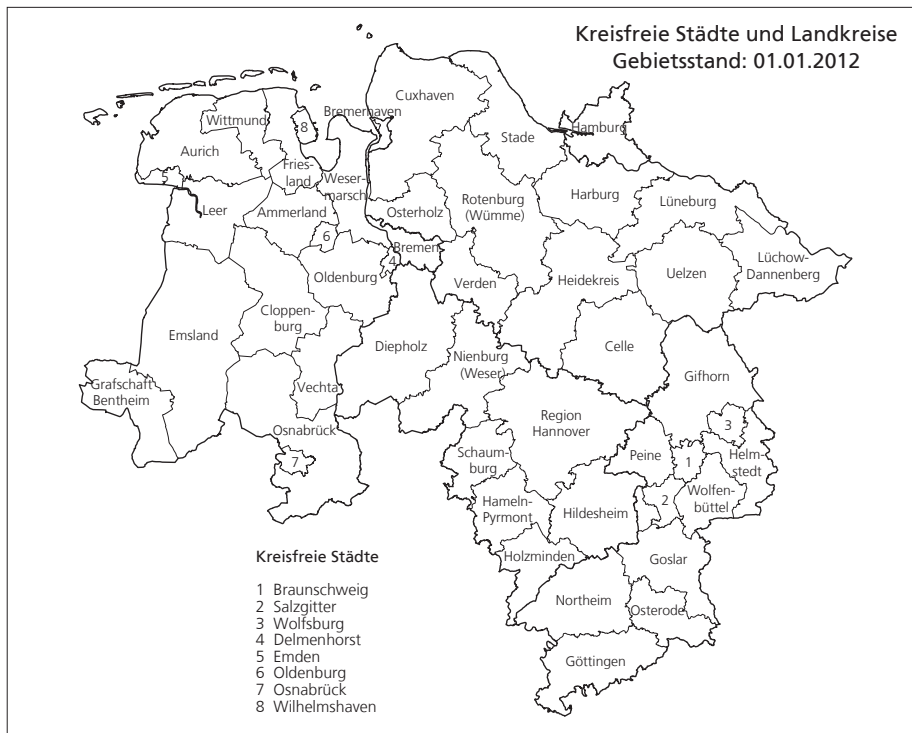 Kreisfreie Städte und Landkreise
Gebietsstand: 01.01.2012
Cuxhaven
Bremerhaven
Wittmund
8
Hamburg
Stade
Aurich
Fries-
land
Weser-
marsch
5
Rotenburg
(Wümme)
Harburg
Lüneburg
Leer
Ammerland
Osterholz
6
Bremen
4
Oldenburg
Verden
Heidekreis
Uelzen
Lüchow-
Dannenberg
Cloppen-
burg
Emsland
Diepholz
Nienburg
(Weser)
Celle
Gifhorn
Grafschaft
Bentheim
Vechta
Region
Hannover
3
Osnabrück
Schaum-
burg
Peine
1
Helm-
stedt
7
Hameln-
Pyrmont
Hildesheim
2
Wolfen-
büttel
Holzminden
Goslar
Northeim
Osterode
Göttingen
Kreisfreie Städte
1 Braunschweig
2 Salzgitter
3 Wolfsburg
4 Delmenhorst
5 Emden
6 Oldenburg
7 Osnabrück
8 Wilhelmshaven